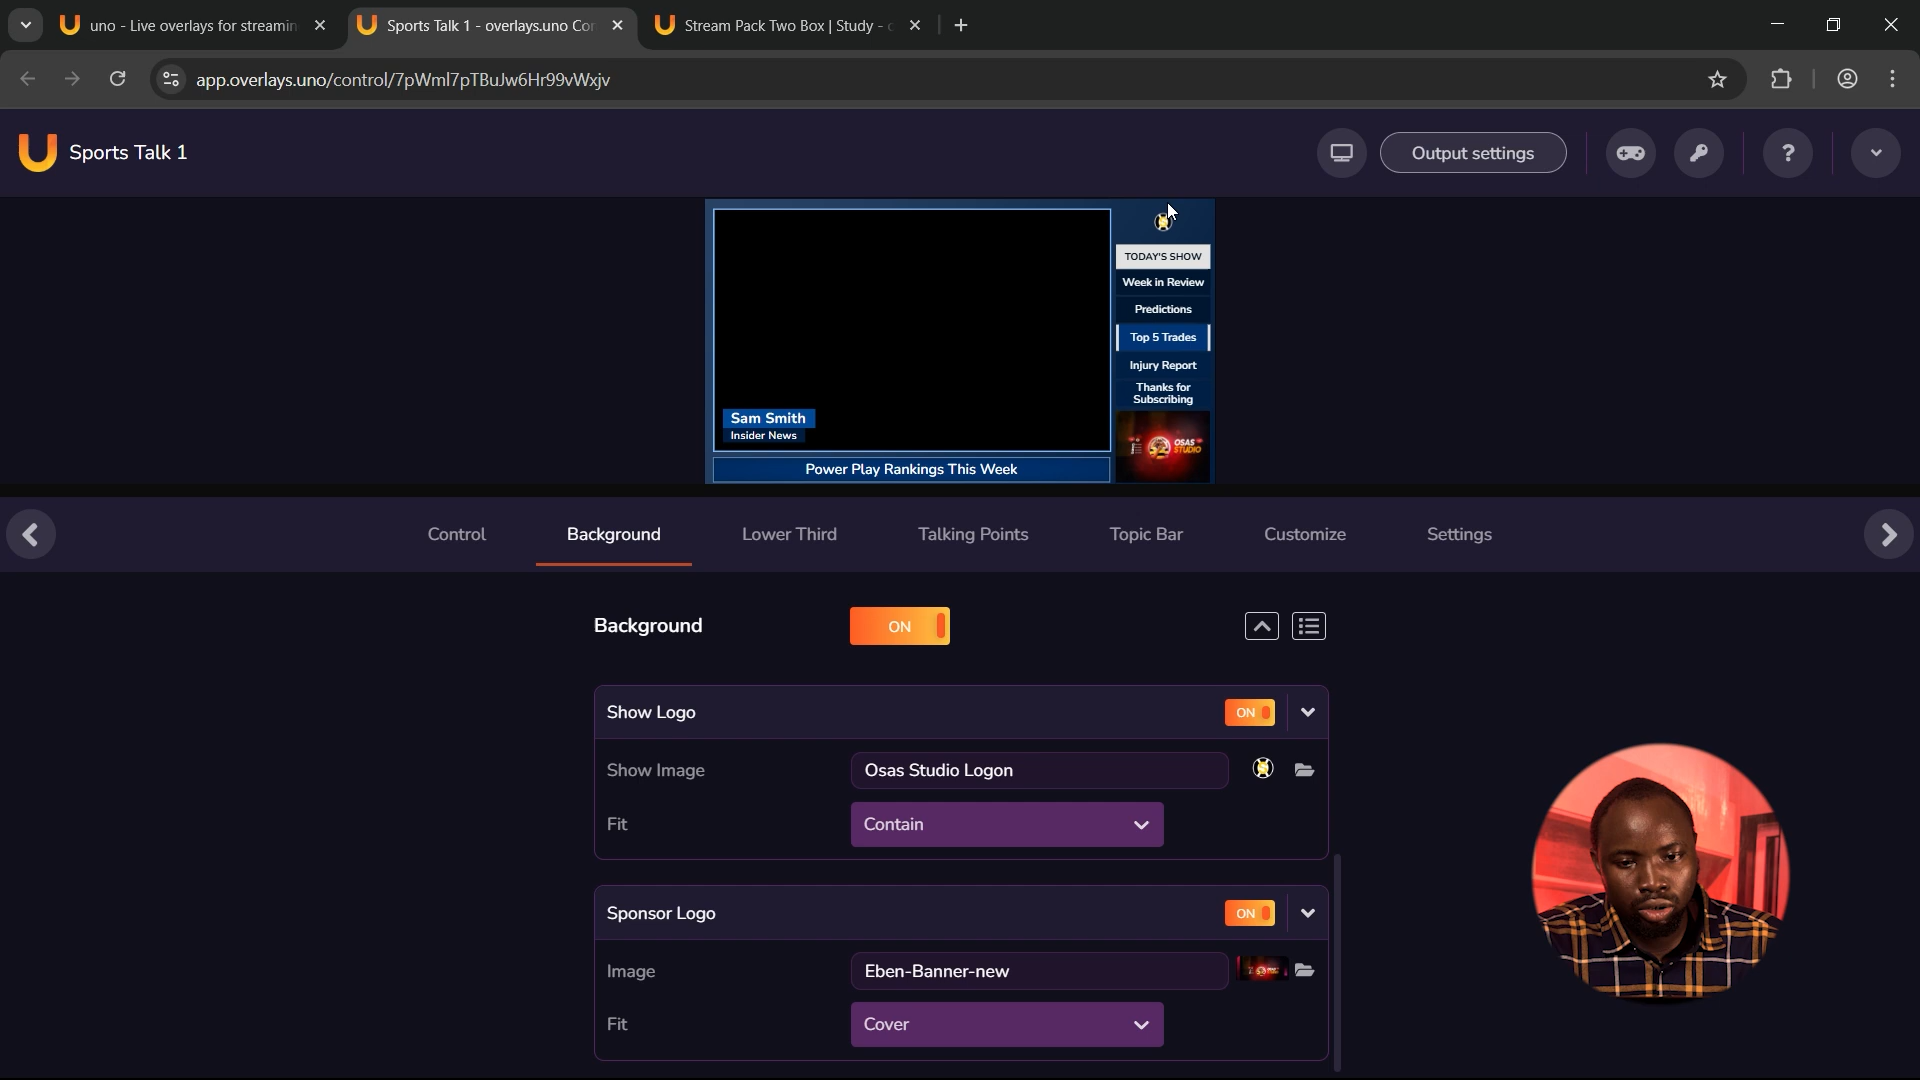 uno - Live overlays for streamin
Sports Talk 1 - overlays.uno Con
Stream Pack Two Box | Study - o
app.overlays.uno/control/7pWml7pTBuJw6Hr99vWxjv
Sports Talk 1
Output settings
?
TODAY'S SHOW
Week in Review
Predictions
Top 5 Trades
Injury Report
Thanks for
Subscribing
OSAS
STUDIO
Sam Smith
Insider News
Power Play Rankings This Week
Control
Background
Lower Third
Talking Points
Topic Bar
Customize
Settings
Background
ON
Show Logo
ON
Show Image
Osas Studio Logon
Fit
Contain
Sponsor Logo
ON
Image
Eben-Banner-new
Fit
Cover